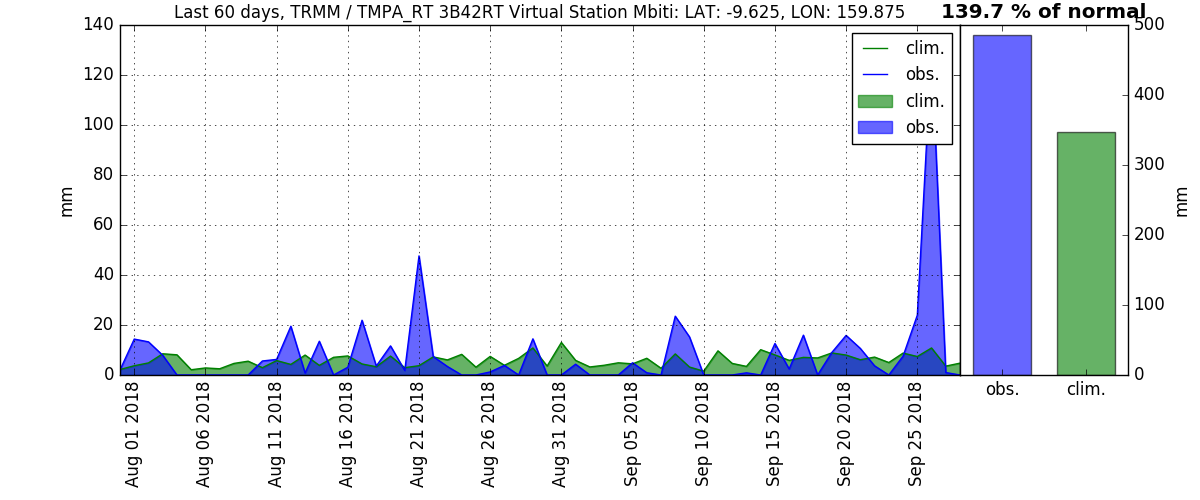 Last 60 days, TRMM / TMPA_RT 3B42RT Virtual Station Mbiti: LAT: -9.625, LON: 159.875
139.7 % of normal
140
120
100
80
60
40
20
0
mm
clim.
obs.
clim.
obs.
Aug 01 2018
Aug 06 2018
Aug 11 2018
Aug 16 2018
Aug 21 2018
Aug 26 2018
Aug 31 2018
Sep 05 2018
Sep 10 2018
Sep 15 2018
Sep 20 2018
Sep 25 2018
500
400
300
200
100
0
mm
obs.
clim.